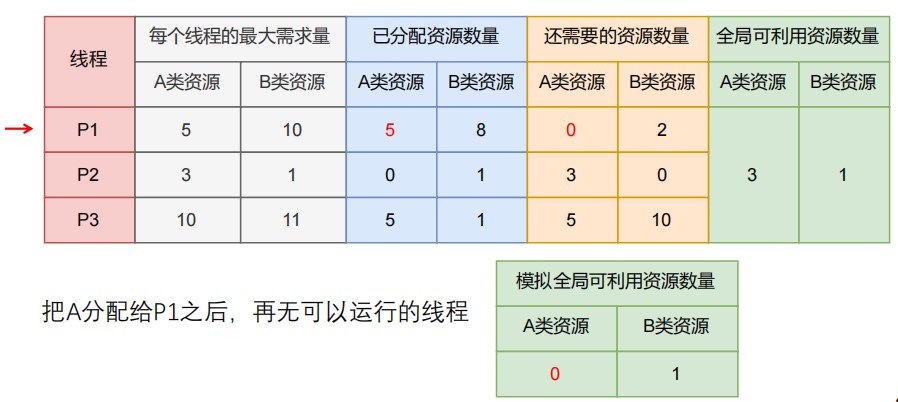 线程 每个线程的最大需求量 已分配资源数量 还需要的资源数量 全局可利用资源数量
A类资源 B类资源 A类资源 B类资源 A类资源 B类资源 A类资源 B类资源
P1 5 10 5 8 0 2
P2 3 1 0 1 3 0 3 1
P3 10 11 5 1 5 10
模拟全局可利用资源数量
把A分配给P1之后，再无可以运行的线程
A类资源 B类资源
0 1